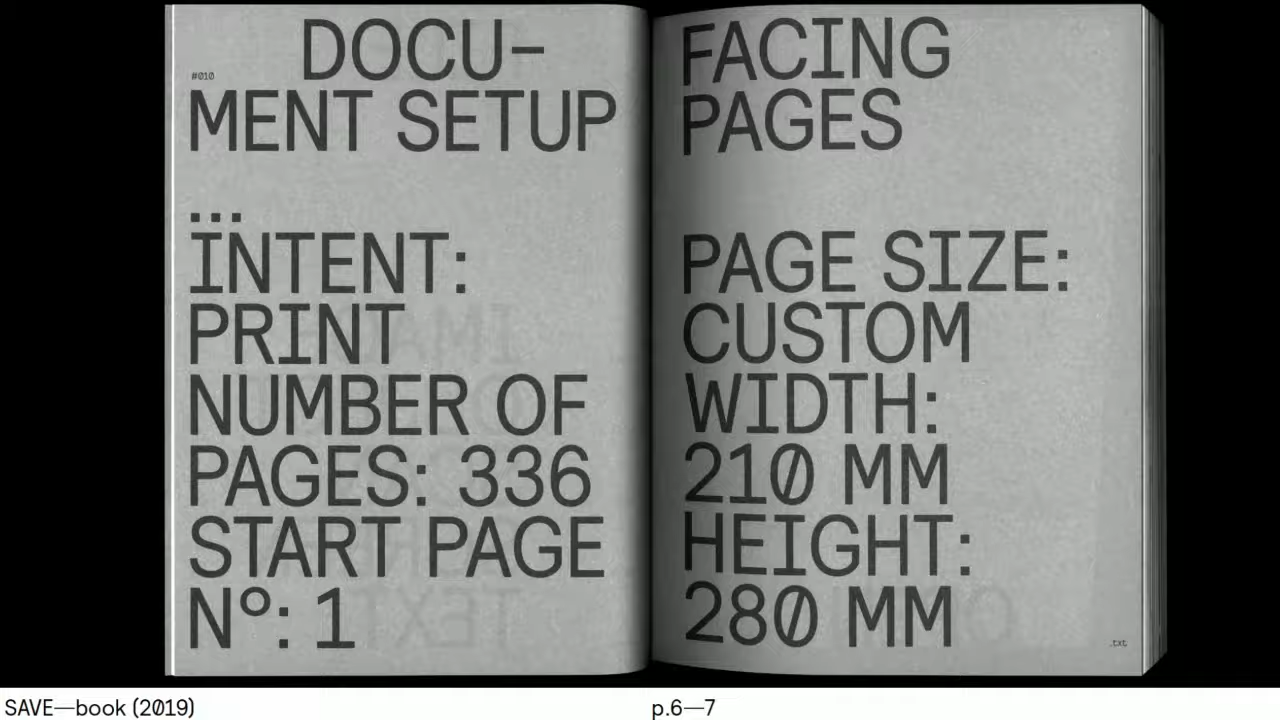 DOCU–
#010
MENT SETUP
...
INTENT:
PRINT
NUMBER OF
PAGES: 336
START PAGE
N°: 1
FACING
PAGES
PAGE SIZE:
CUSTOM
WIDTH:
210 MM
HEIGHT:
280 MM
.txt
SAVE—book (2019)
p.6—7